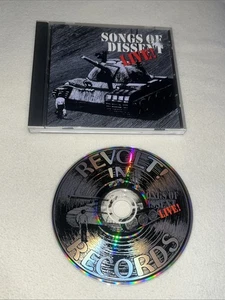 SONGS OF
DISSENT
LIVE!
REVOLT!
IN
SONGS OF
DISSENT
LIVE!
RECORDS